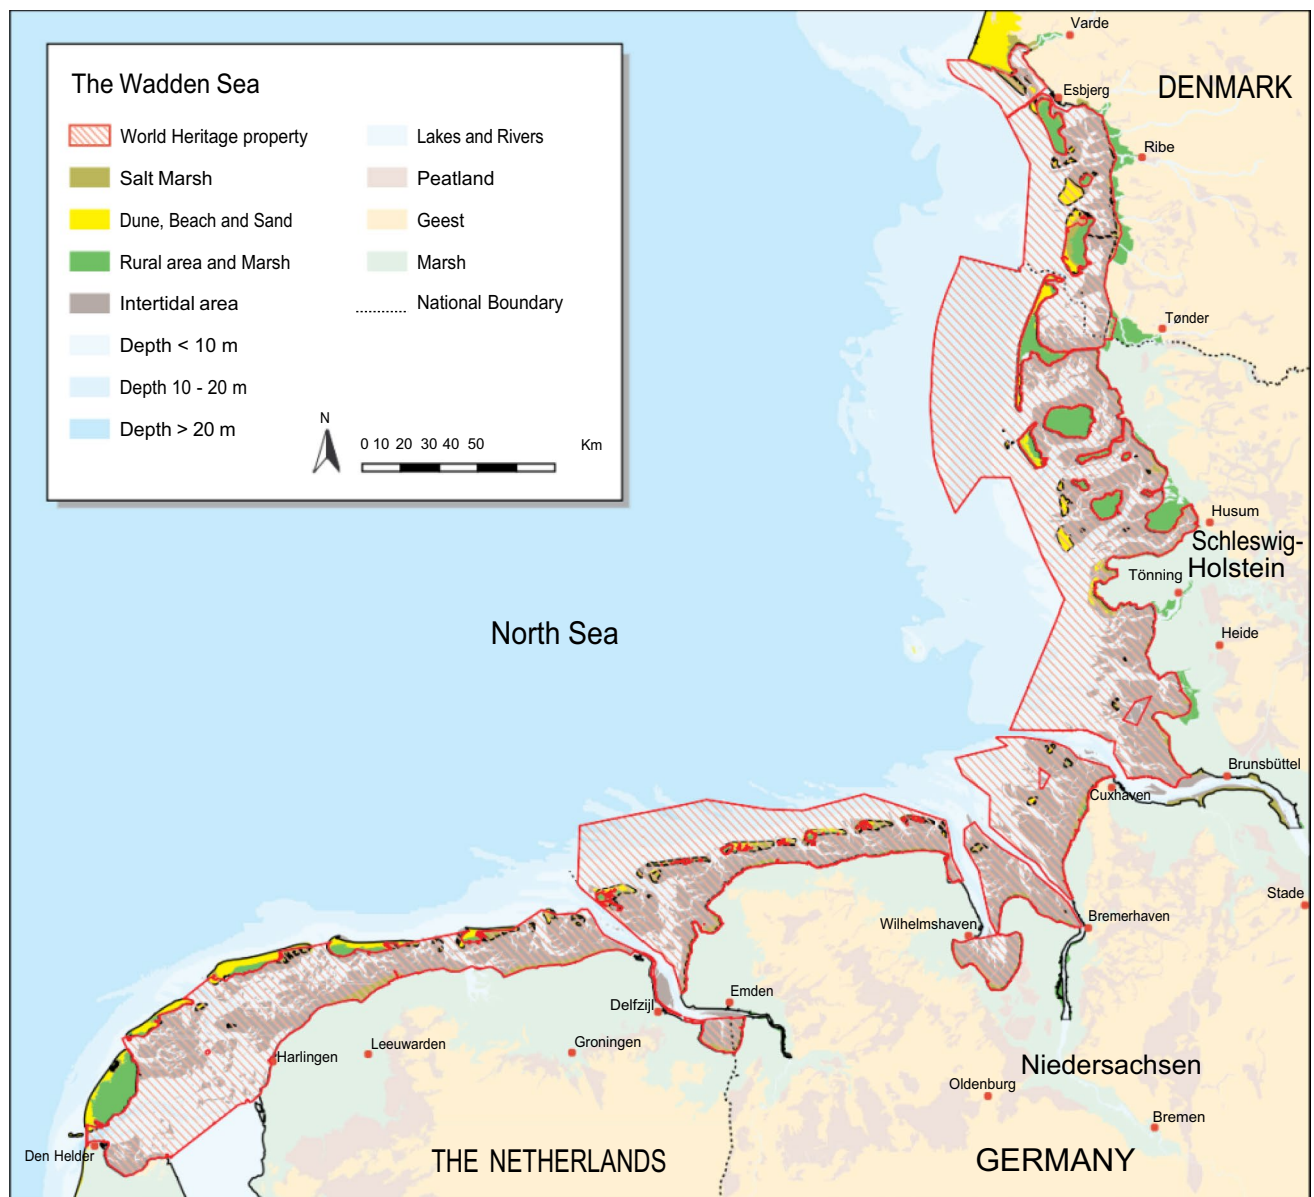 The Wadden Sea
World Heritage property
Salt Marsh
Dune, Beach and Sand
Rural area and Marsh
Intertidal area
Depth < 10 m
Depth 10 - 20 m
Depth > 20 m
Lakes and Rivers
Peatland
Geest
Marsh
National Boundary
N
0 10 20 30 40 50 Km
Varde
DENMARK
Esbjerg
Ribe
Tønder
Husum
Schleswig-
Holstein
Tönning
North Sea
Heide
Brunsbüttel
Cuxhaven
Stade
Bremerhaven
Wilhelmshaven
Emden
Delfzijl
Groningen
Leeuwarden
Harlingen
Niedersachsen
Oldenburg
Bremen
Den Helder
THE NETHERLANDS
GERMANY